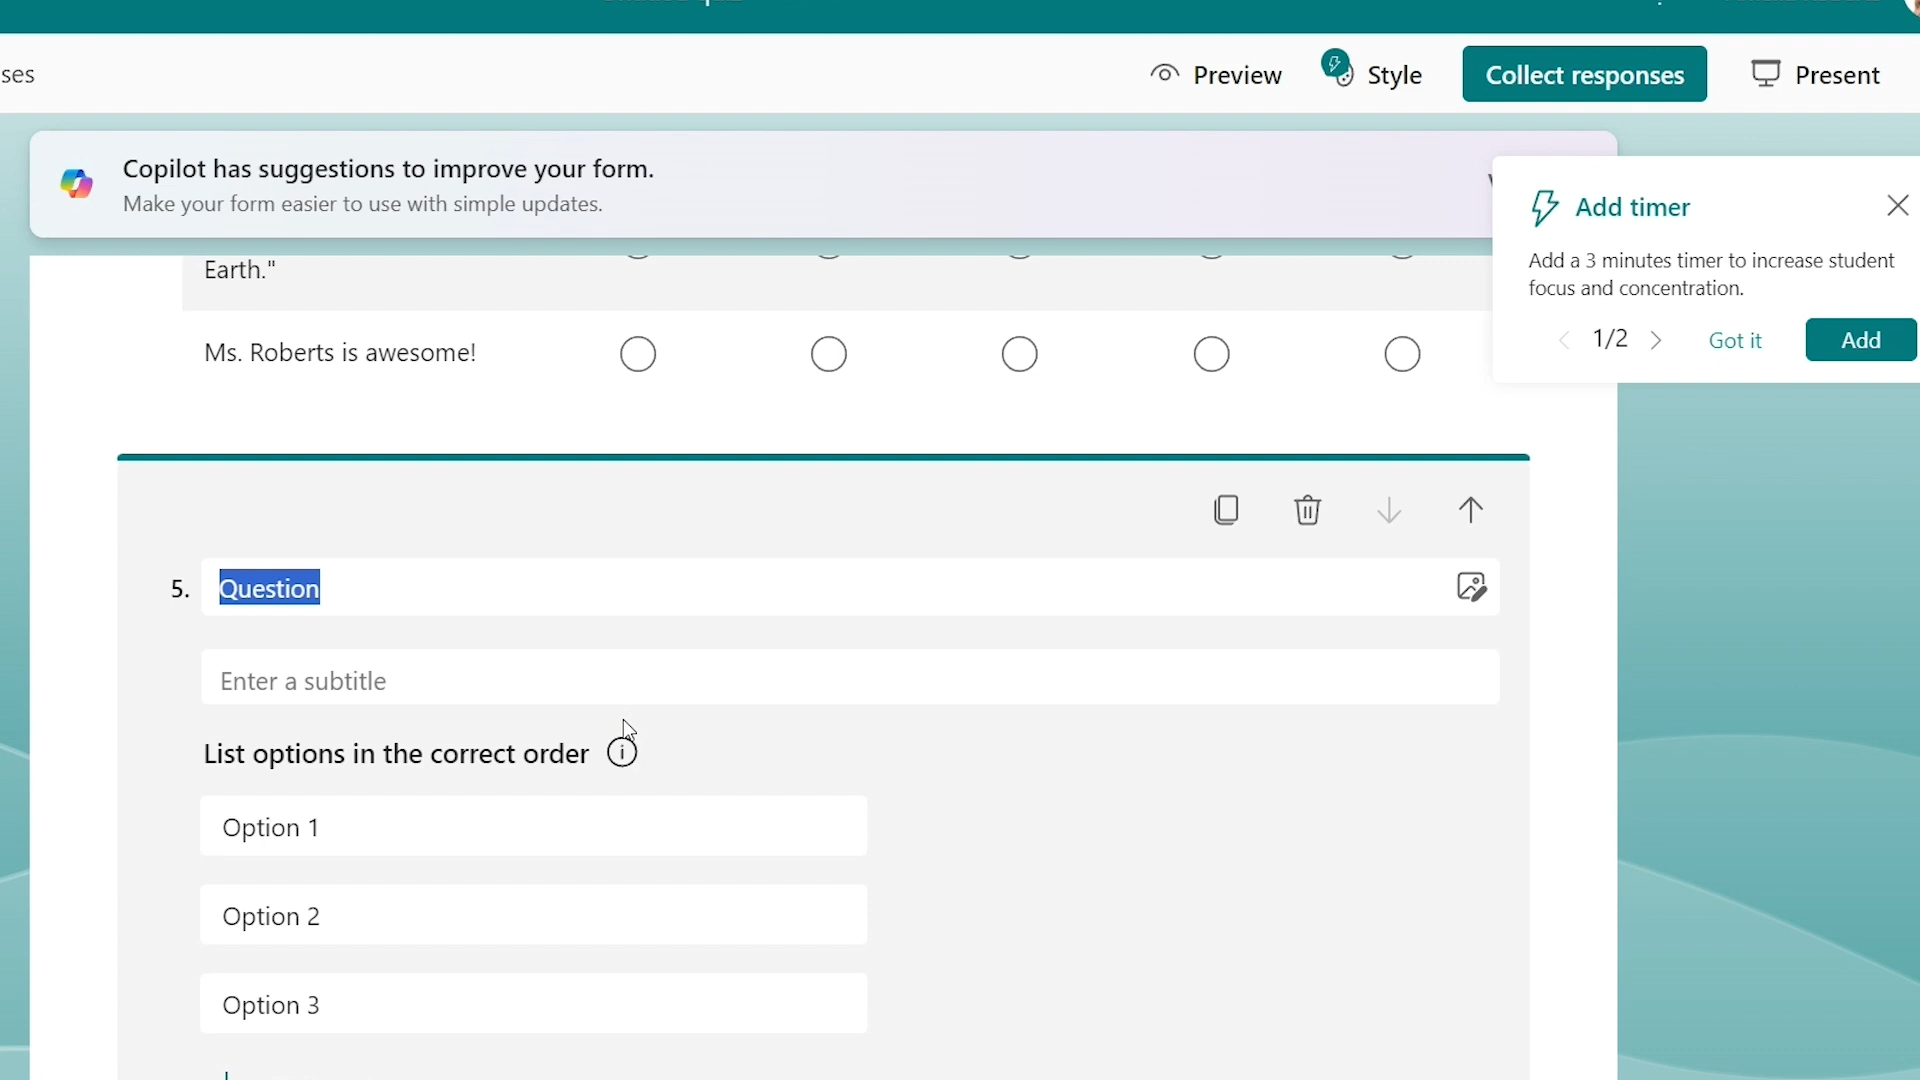 ses
Preview
Style
Collect responses
Present
Copilot has suggestions to improve your form.
Make your form easier to use with simple updates.
Add timer
Add a 3 minutes timer to increase student
focus and concentration.
1/2
Got it
Add
Earth."
Ms. Roberts is awesome!
5.
Question
Enter a subtitle
List options in the correct order
Option 1
Option 2
Option 3